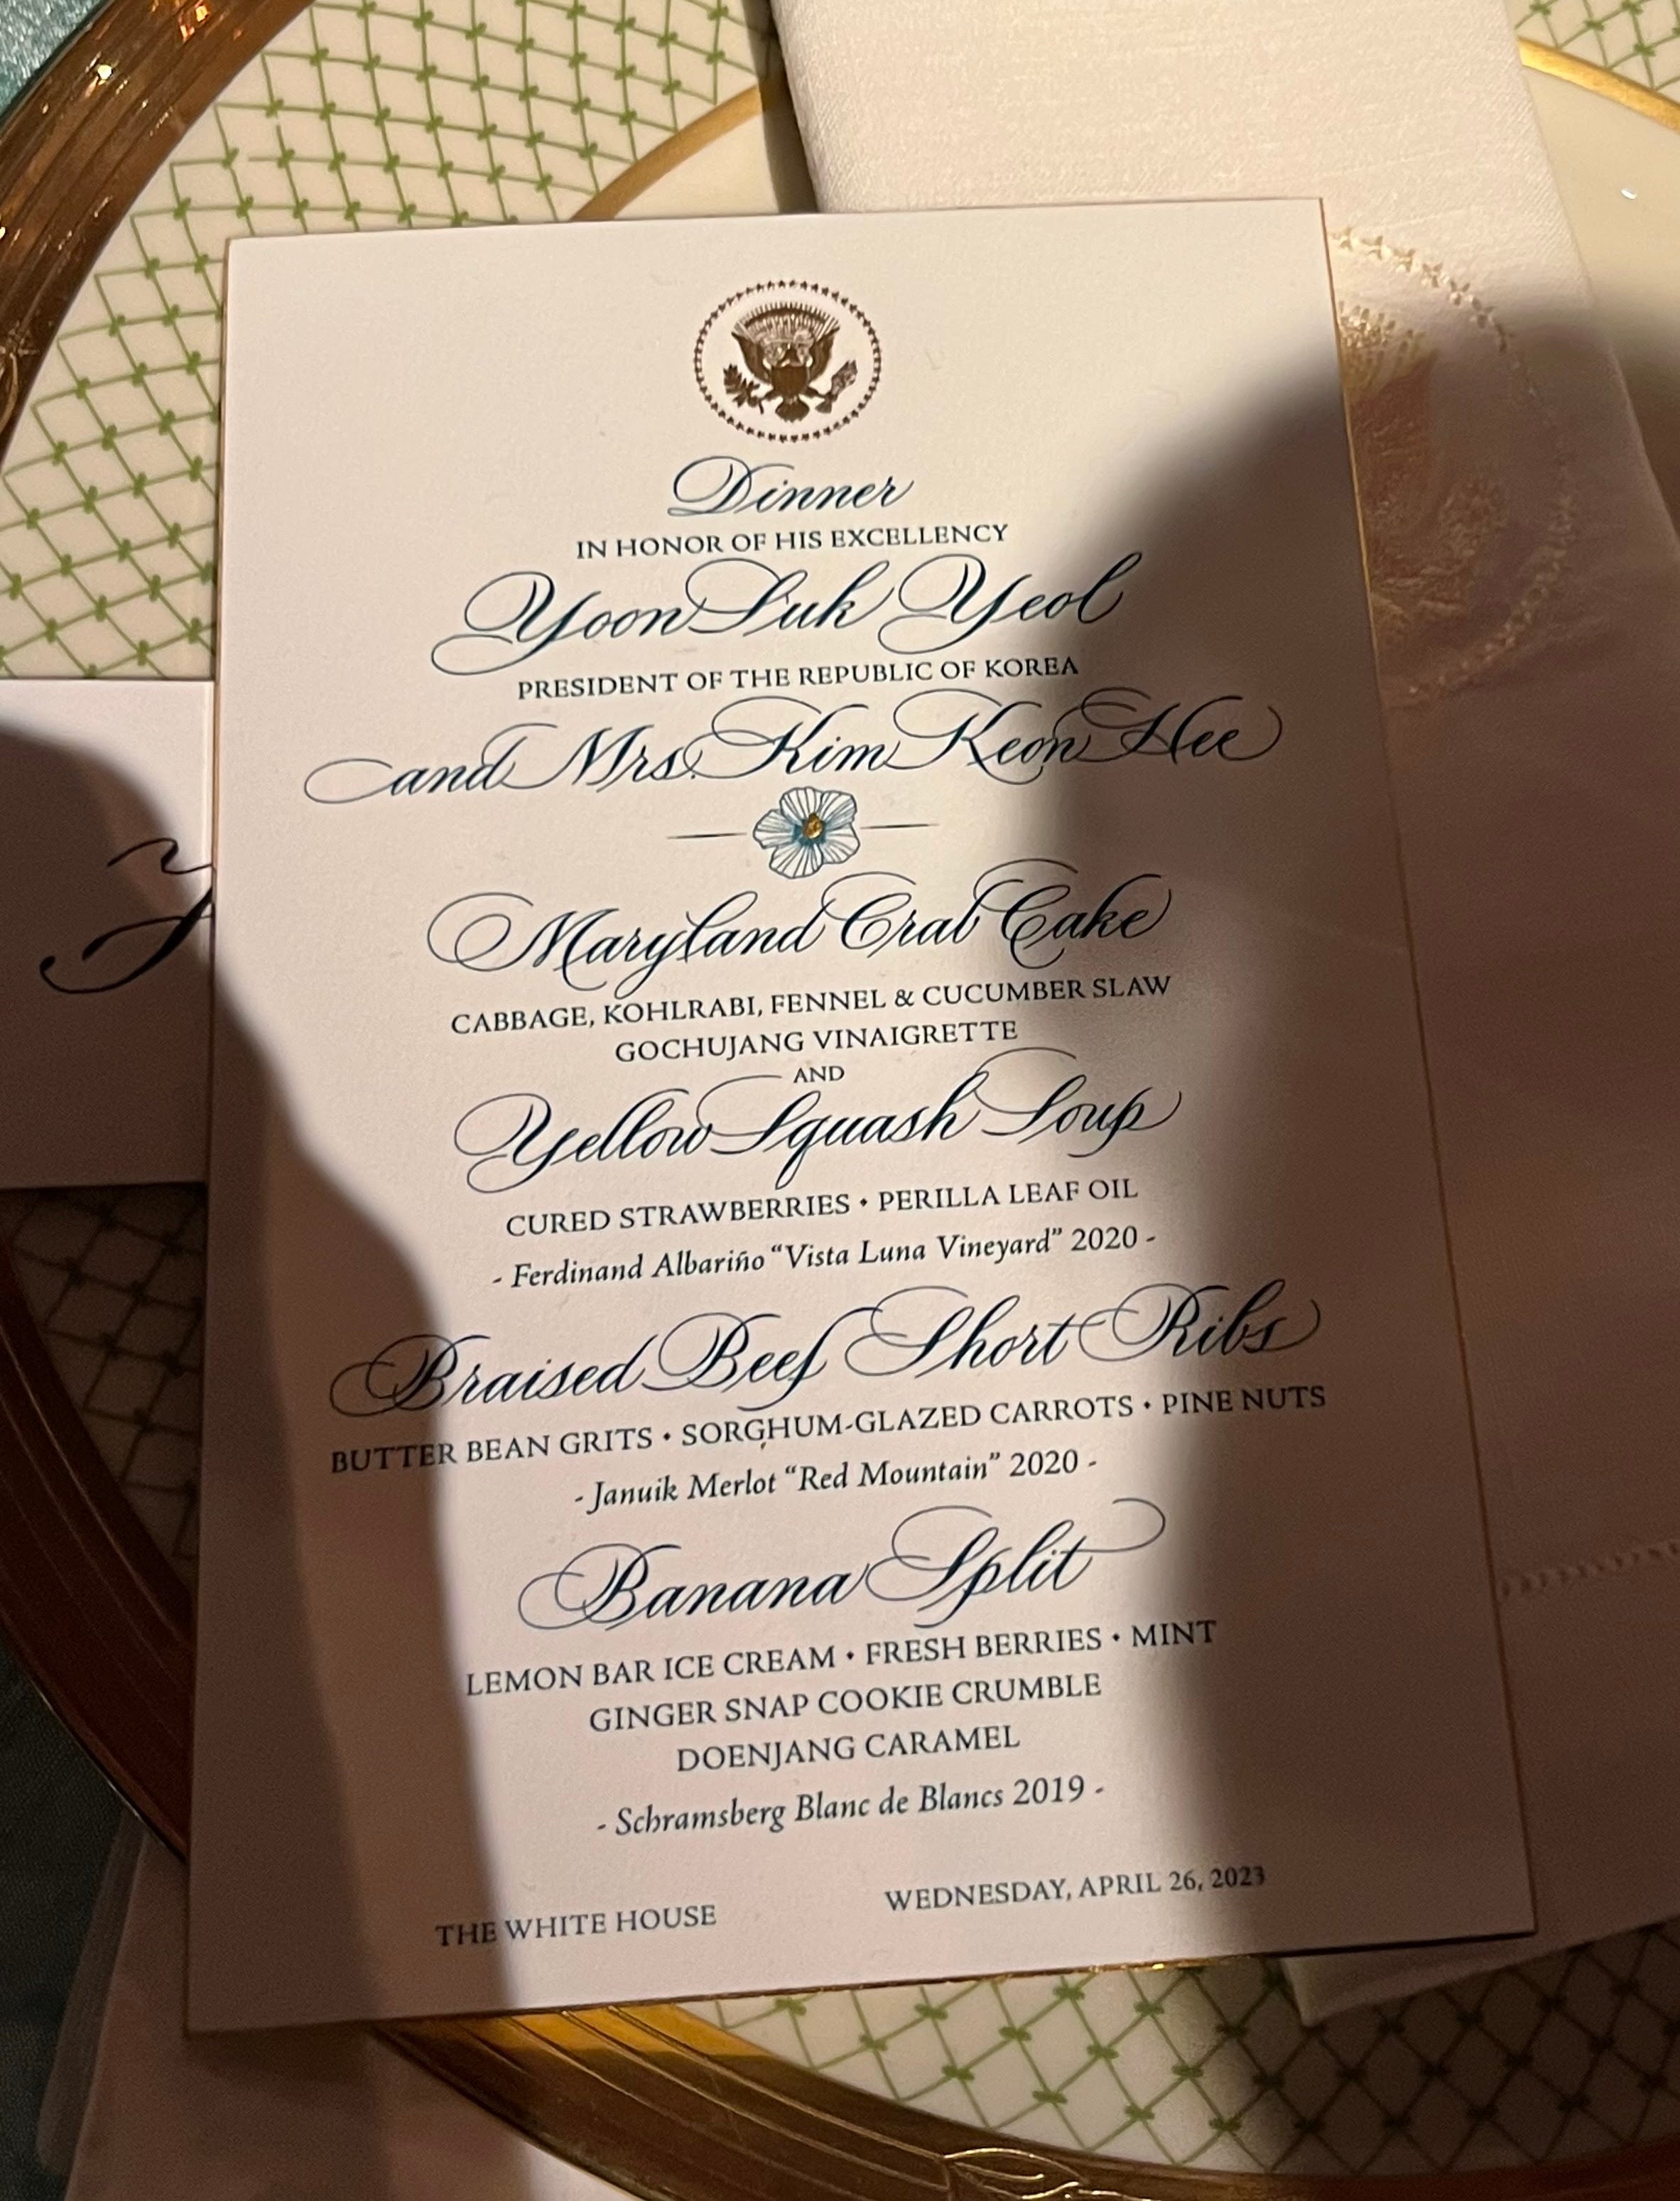 Dinner
IN HONOR OF HIS EXCELLENCY
Yoon Suk Yeol
PRESIDENT OF THE REPUBLIC OF KOREA
and Mrs. Kim Keon Hee
Maryland Crab Cake
CABBAGE, KOHLRABI, FENNEL & CUCUMBER SLAW
GOCHUJANG VINAIGRETTE
AND
Yellow Squash Soup
CURED STRAWBERRIES • PERILLA LEAF OIL
- Ferdinand Albariño “Vista Luna Vineyard” 2020 -
Braised Beef Short Ribs
BUTTER BEAN GRITS • SORGHUM-GLAZED CARROTS • PINE NUTS
- Januik Merlot “Red Mountain” 2020 -
Banana Split
LEMON BAR ICE CREAM • FRESH BERRIES • MINT
GINGER SNAP COOKIE CRUMBLE
DOENJANG CARAMEL
- Schramsberg Blanc de Blancs 2019 -
THE WHITE HOUSE WEDNESDAY, APRIL 26, 2023